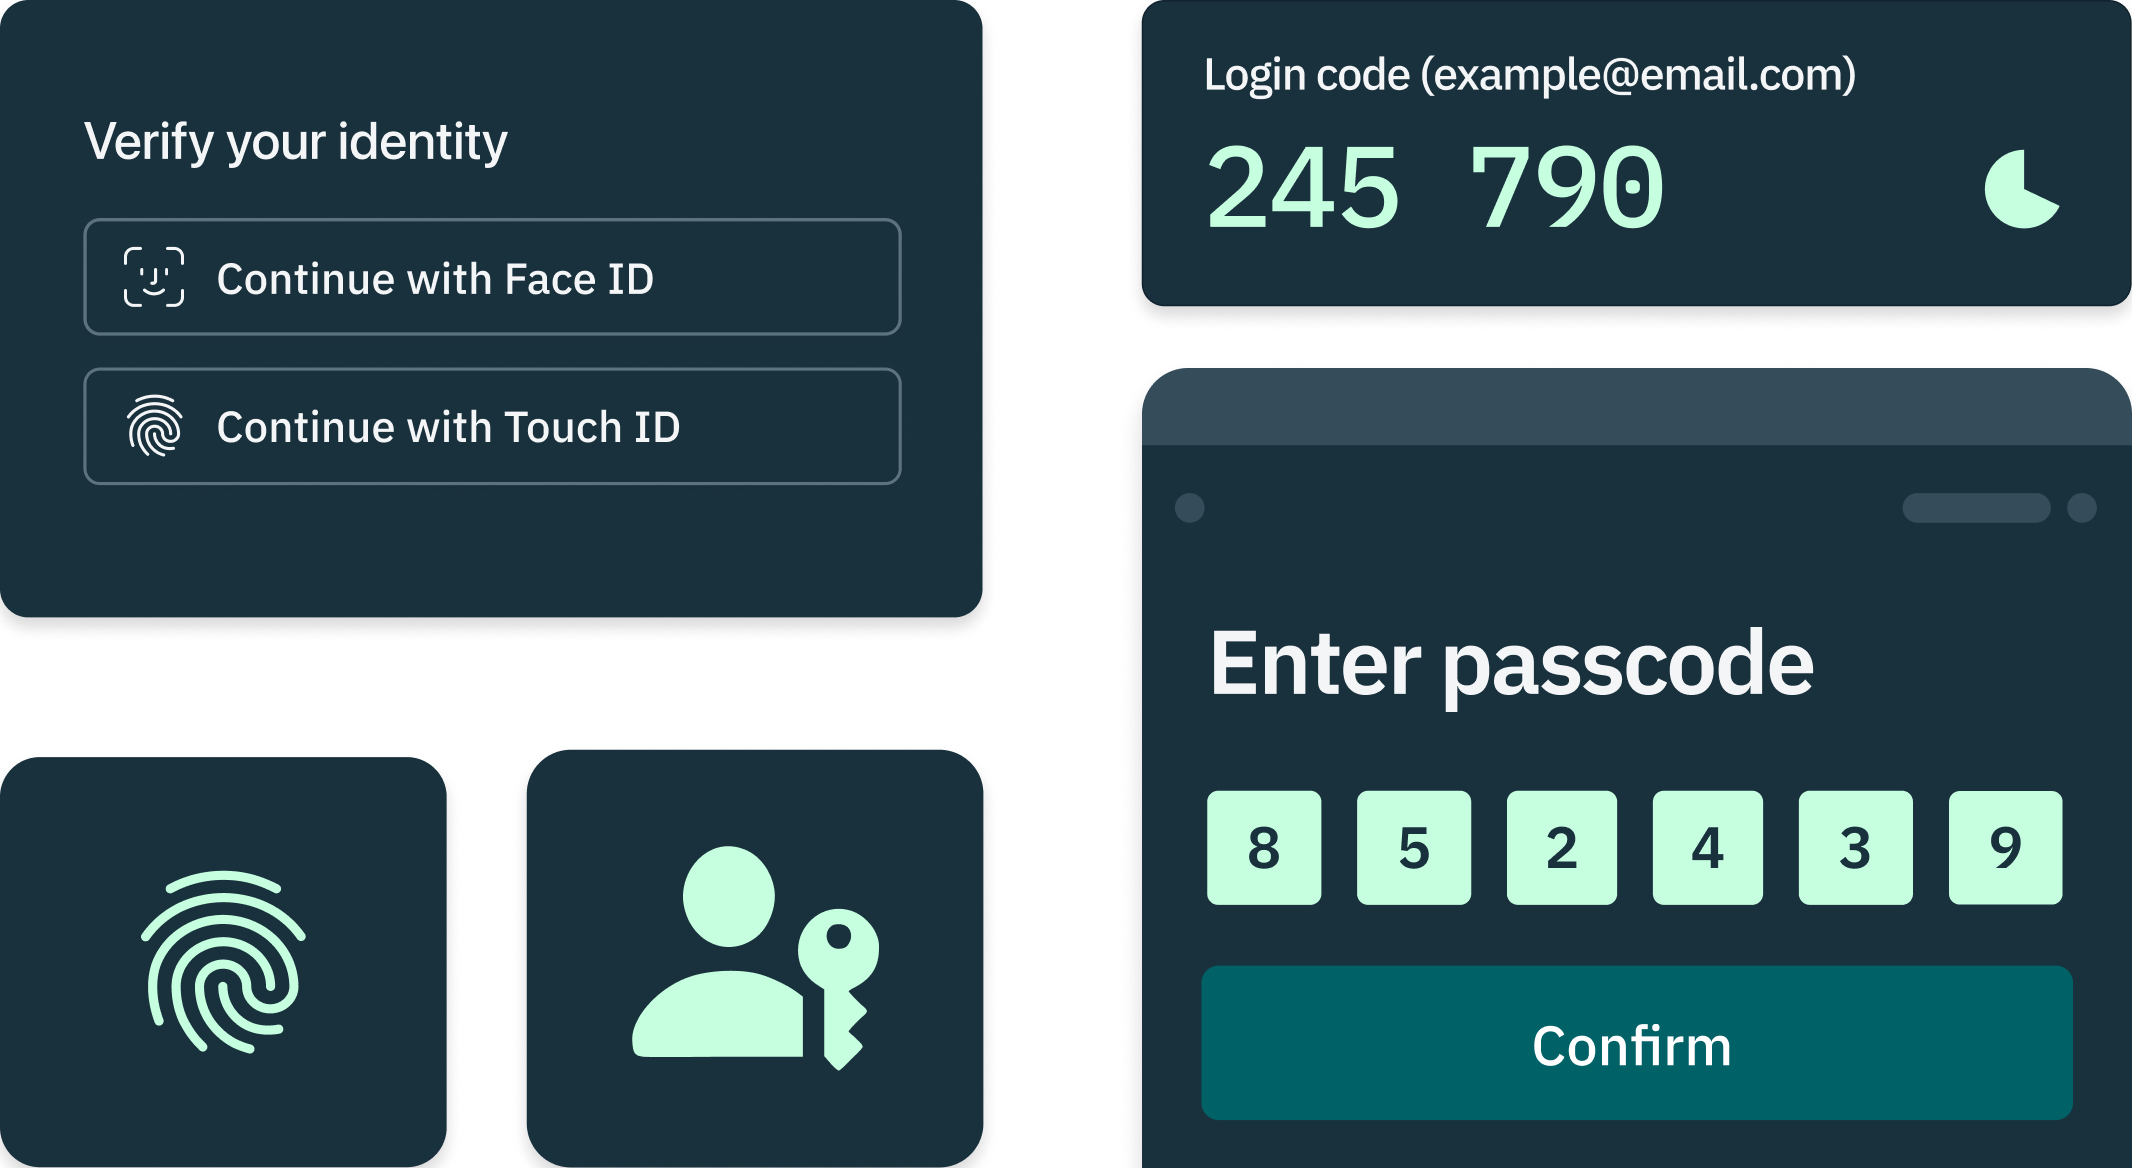 Verify your identity
Continue with Face ID
Continue with Touch ID
Login code (example@email.com)
245 790
Enter passcode
8 5 2 4 3 9
Confirm